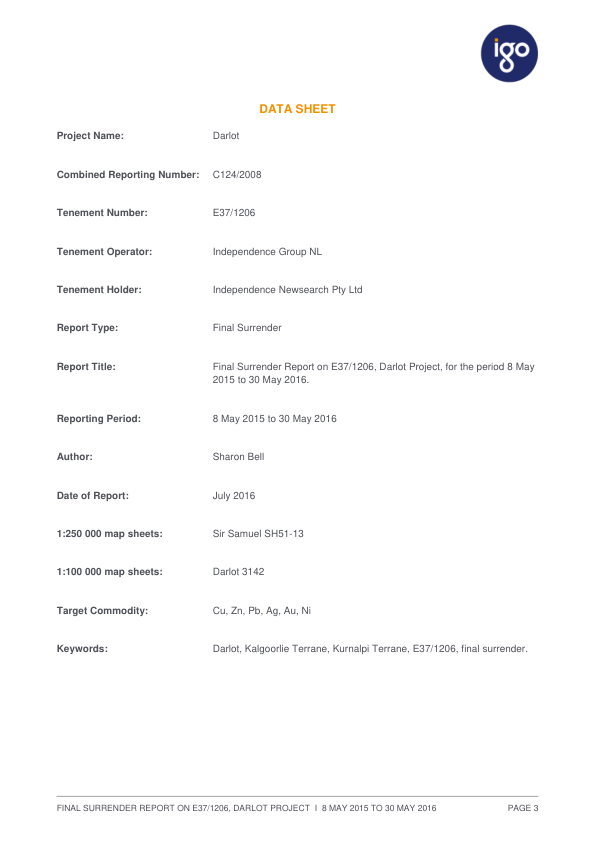 igo
DATA SHEET
Project Name: Darlot
Combined Reporting Number: C124/2008
Tenement Number: E37/1206
Tenement Operator: Independence Group NL
Tenement Holder: Independence Newsearch Pty Ltd
Report Type: Final Surrender
Report Title: Final Surrender Report on E37/1206, Darlot Project, for the period 8 May
2015 to 30 May 2016.
Reporting Period: 8 May 2015 to 30 May 2016
Author: Sharon Bell
Date of Report: July 2016
1:250 000 map sheets: Sir Samuel SH51-13
1:100 000 map sheets: Darlot 3142
Target Commodity: Cu, Zn, Pb, Ag, Au, Ni
Keywords: Darlot, Kalgoorlie Terrane, Kurnalpi Terrane, E37/1206, final surrender.
FINAL SURRENDER REPORT ON E37/1206, DARLOT PROJECT I 8 MAY 2015 TO 30 MAY 2016 PAGE 3